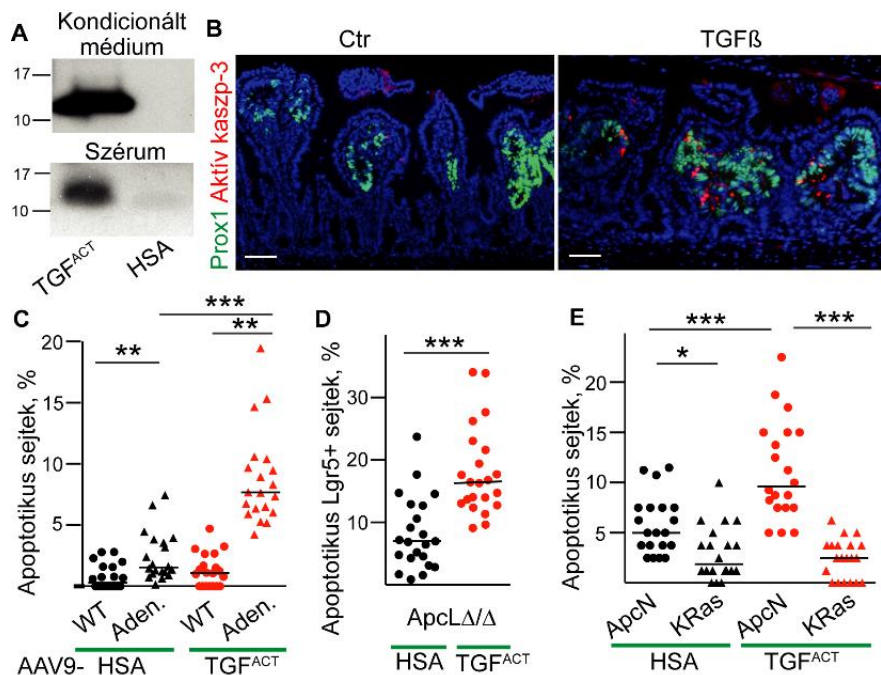 A
Kondicionált
médium
17
10
Szérum
17
10
TGF^ACT
HSA
B
Prox1 Aktív kaszp-3
Ctr
TGFß
C
Apoptotikus sejtek, %
20
15
10
5
**
***
**
WT
Aden.
WT
Aden.
AAV9-
HSA
TGF^ACT
D
Apoptotikus Lgr5+ sejtek, %
30
20
10
***
ApcLΔ/Δ
HSA
TGF^ACT
E
Apoptotikus sejtek, %
20
15
10
5
***
***
*
ApcN
KRas
ApcN
KRas
HSA
TGF^ACT